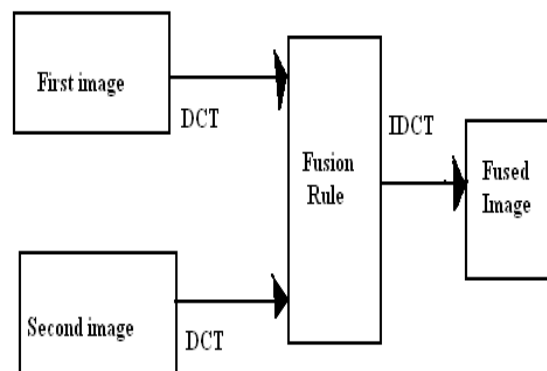 First image
DCT
Fusion
Rule
IDCT
Fused
Image
Second image
DCT